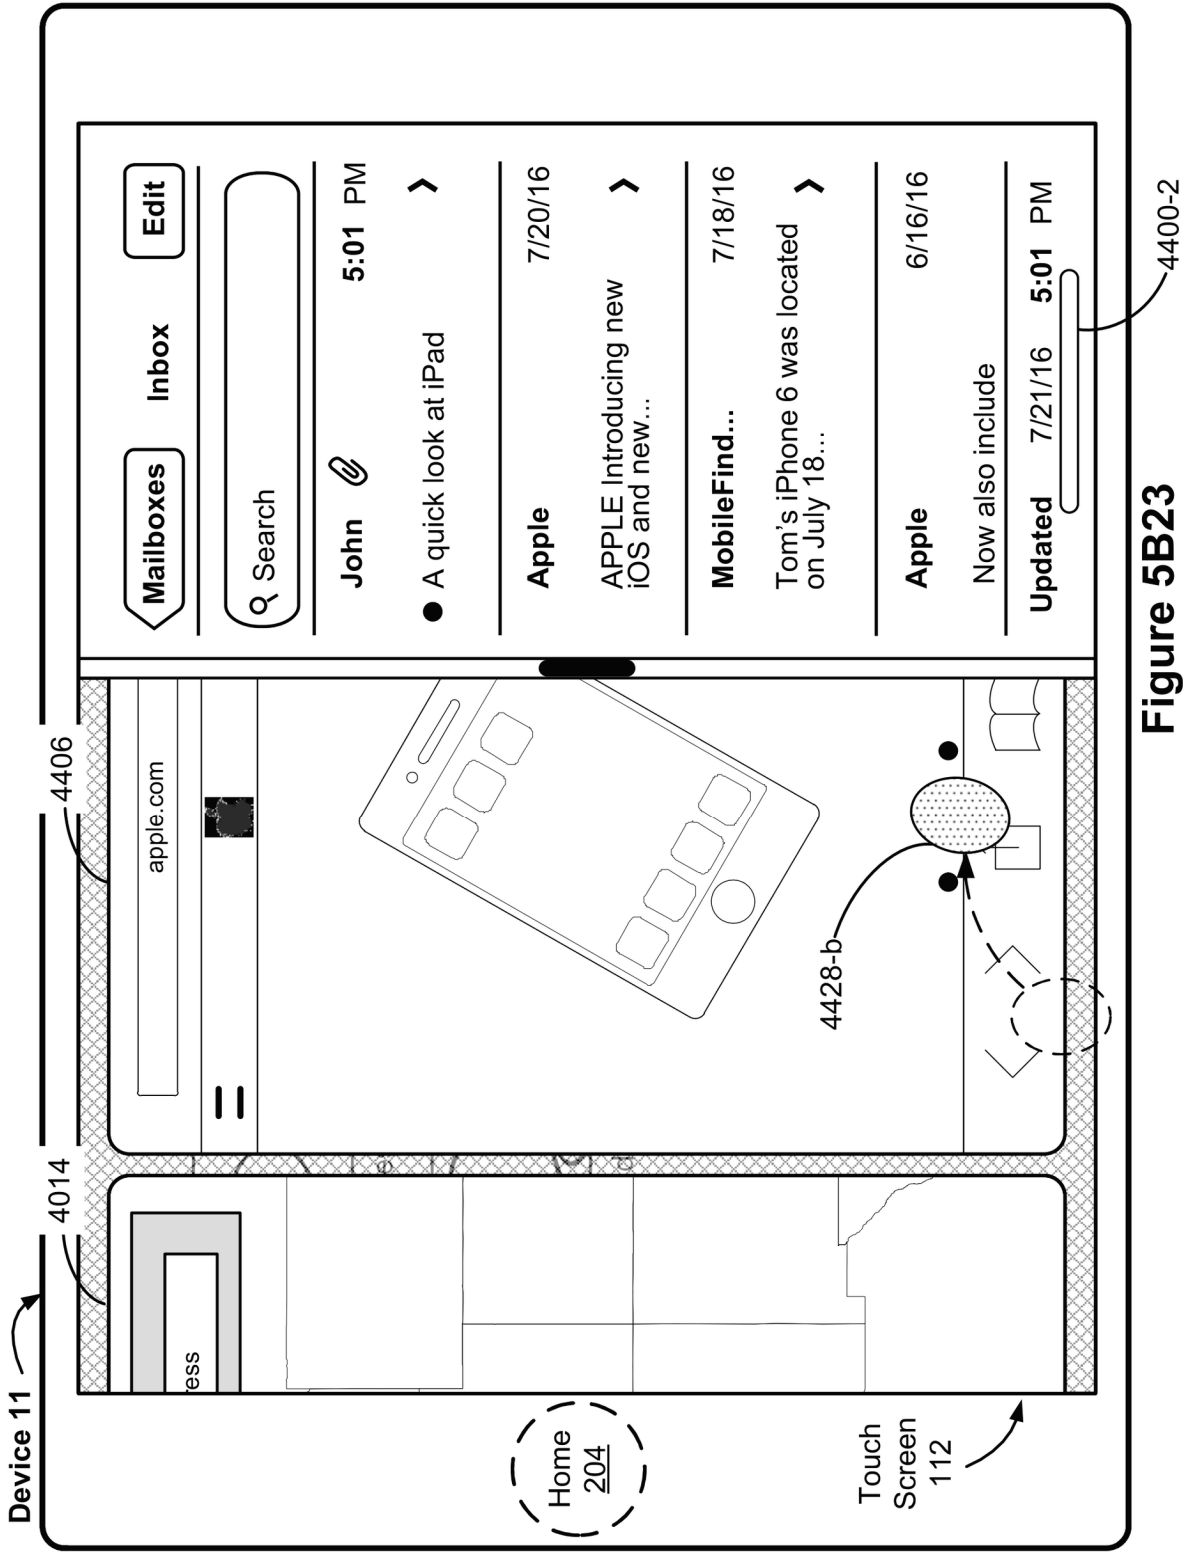 Device 11
4014
4406
ress
apple.com
Mailboxes
Inbox
Edit
Search
John
5:01 PM
A quick look at iPad
Apple
7/20/16
APPLE Introducing new
iOS and new...
MobileFind...
7/18/16
Tom's iPhone 6 was located
on July 18...
Apple
6/16/16
Now also include
Updated
7/21/16
5:01 PM
4428-b
Home
204
Touch
Screen
112
4400-2
Figure 5B23